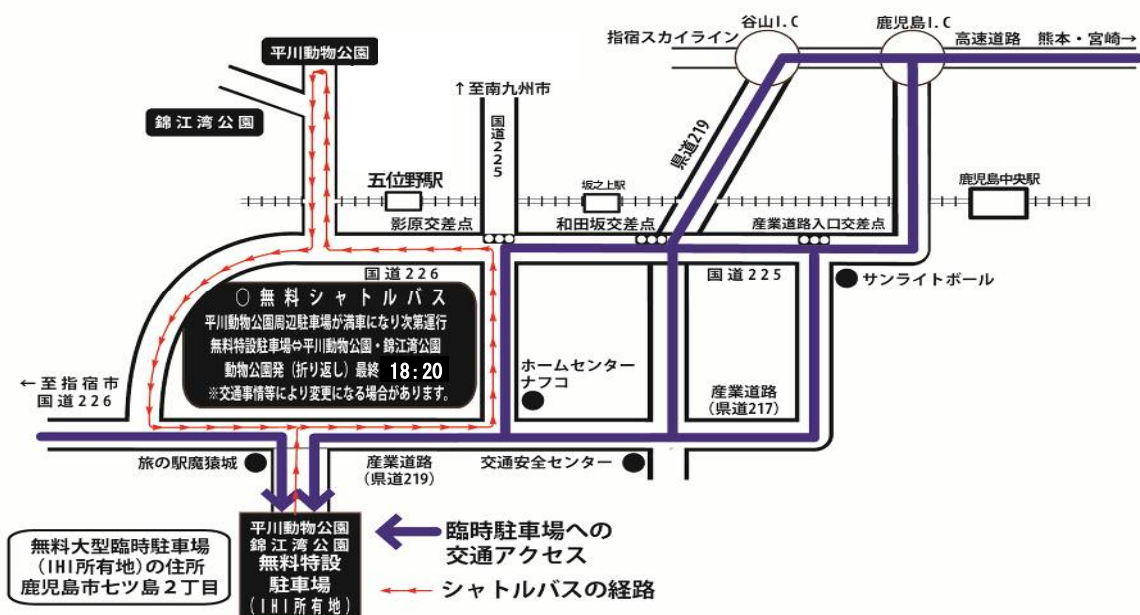 谷山I.C
鹿児島I.C
指宿スカイライン
高速道路 熊本・宮崎→
平川動物公園
↑至南九州市
錦江湾公園
国道225
県道219
五位野駅
坂之上駅
鹿児島中央駅
影原交差点
和田坂交差点
産業道路入口交差点
国道226
国道225
サンライトボール
○無料シャトルバス
平川動物公園周辺駐車場が満車になり次第運行
無料特設駐車場⇔平川動物公園・錦江湾公園
動物公園発(折り返し)最終 18:20
※交通事情等により変更になる場合があります。
ホームセンター
ナフコ
←至指宿市
国道226
産業道路
(県道217)
旅の駅魔猿城
産業道路
(県道219)
交通安全センター
平川動物公園
錦江湾公園
無料特設
駐車場
(IHI所有地)
臨時駐車場への
交通アクセス
シャトルバスの経路
無料大型臨時駐車場
(IHI所有地)の住所
鹿児島市七ツ島2丁目